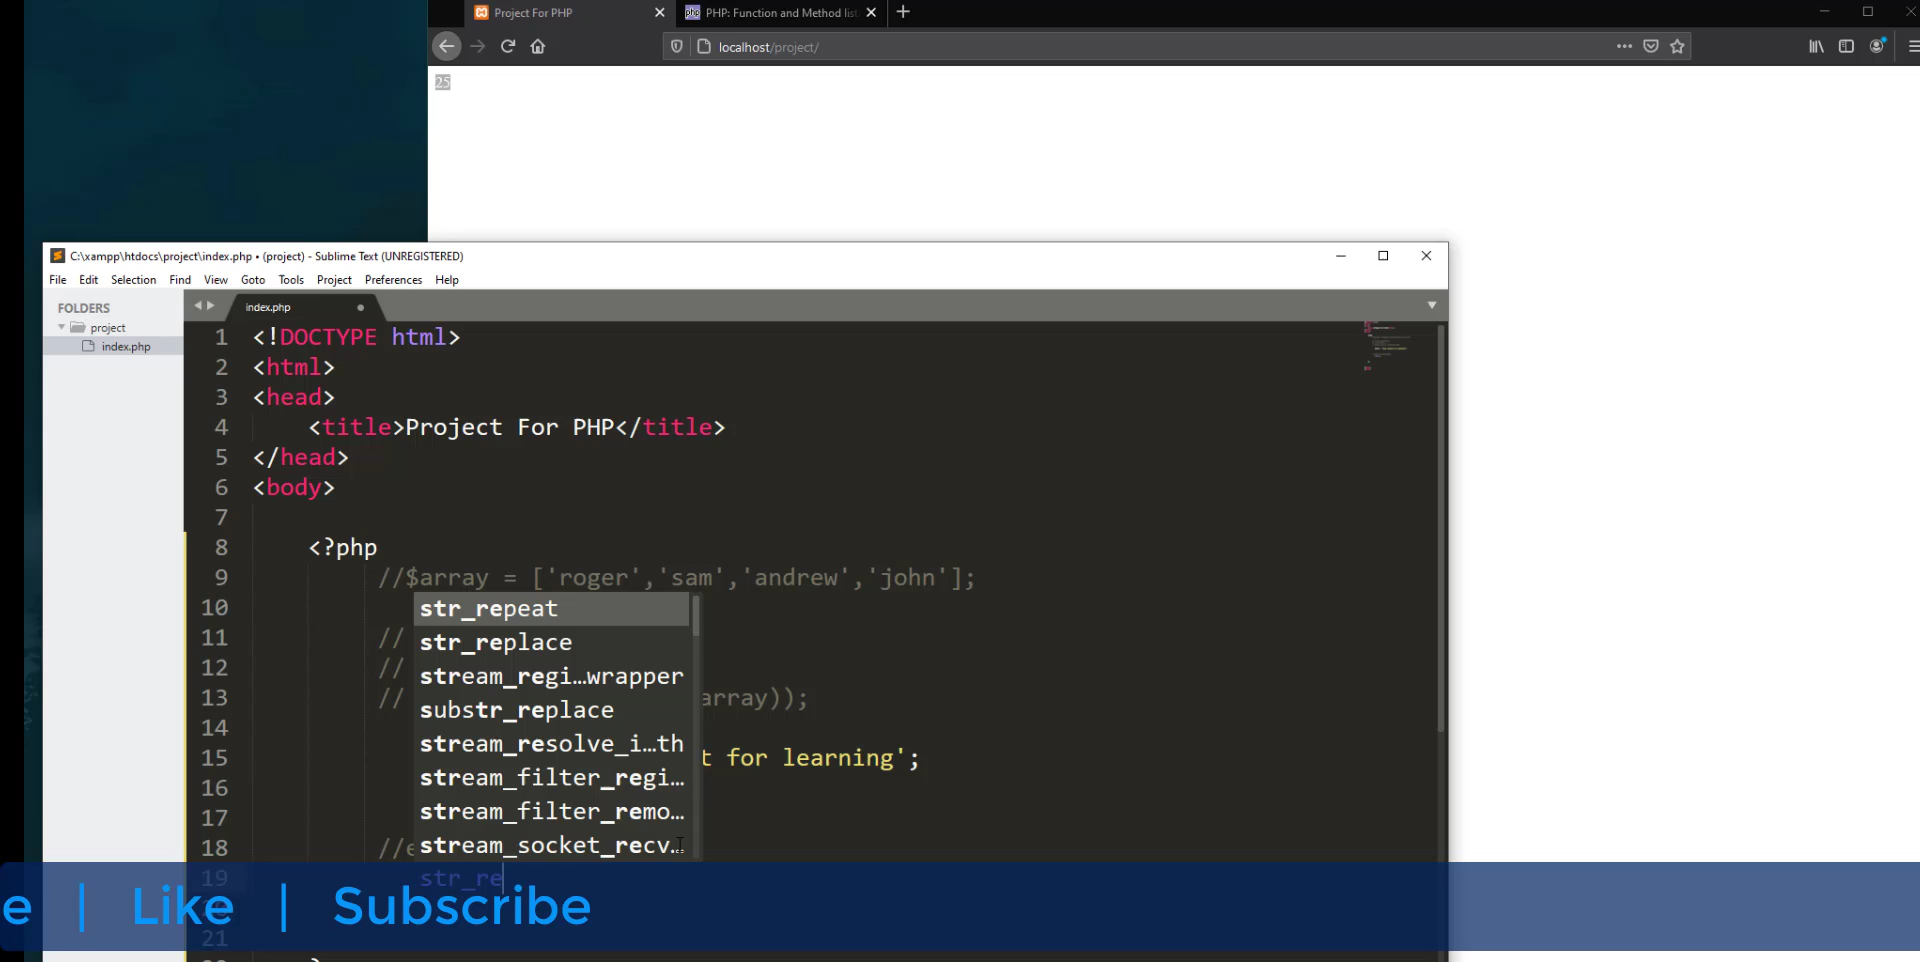 Project For PHP
PHP: Function and Method list
localhost/project/
25
C:\xampp\htdocs\project\index.php • (project) - Sublime Text (UNREGISTERED)
File Edit Selection Find View Goto Tools Project Preferences Help
FOLDERS
project
index.php
index.php
1 <!DOCTYPE html>
2 <html>
3 <head>
4 <title>Project For PHP</title>
5 </head>
6 <body>
7
8 <?php
9 //$array = ['roger','sam','andrew','john'];
10 str_repeat
11 // str_replace
12 // stream_regi…wrapper
13 // substr_replace array));
14 stream_resolve_i…th
15 stream_filter_regi… t for learning';
16 stream_filter_remo…
17 stream_socket_recv…
18 //e
19 str_re
e | Like | Subscribe
21